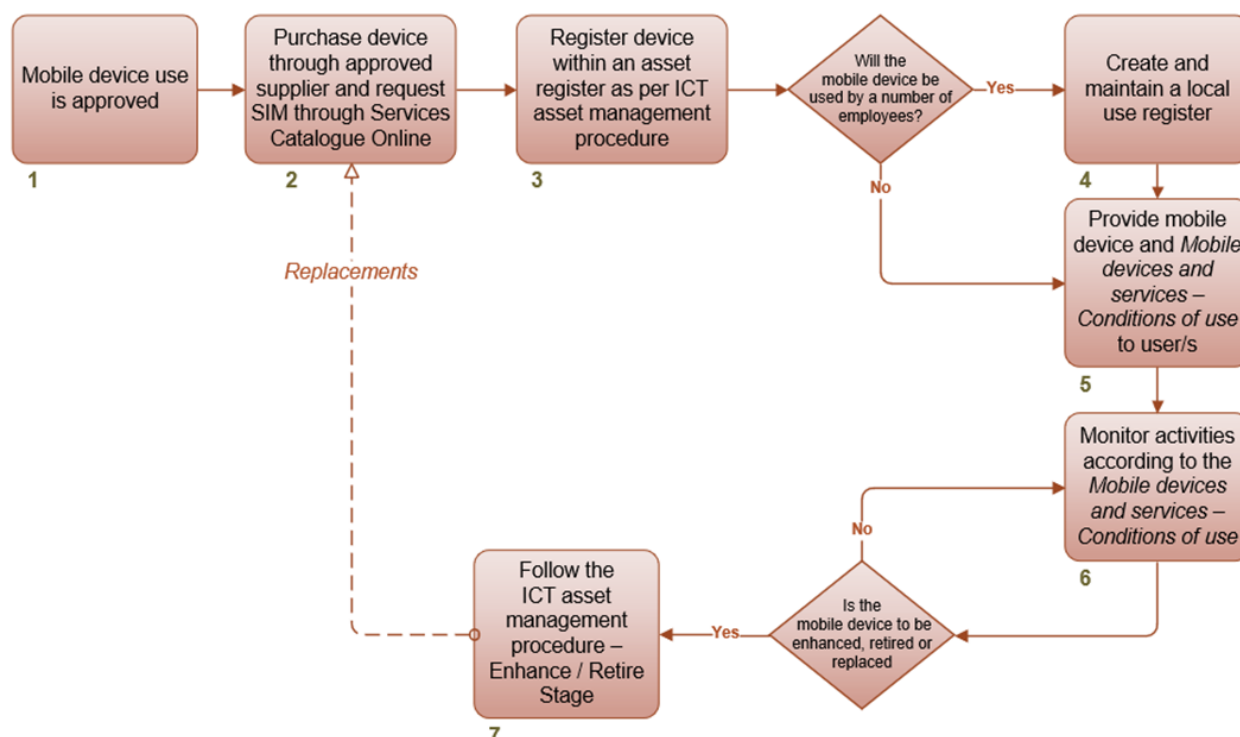 Mobile device use
is approved
1
Purchase device
through approved
supplier and request
SIM through Services
Catalogue Online
2
Register device
within an asset
register as per ICT
asset management
procedure
3
Will the
mobile device be
used by a number of
employees?
Yes
No
Create and
maintain a local
use register
4
Provide mobile
device and Mobile
devices and
services –
Conditions of use
to user/s
5
Monitor activities
according to the
Mobile devices
and services –
Conditions of use
6
Is the
mobile device to be
enhanced, retired or
replaced
No
Yes
Follow the
ICT asset
management
procedure –
Enhance / Retire
Stage
7
Replacements